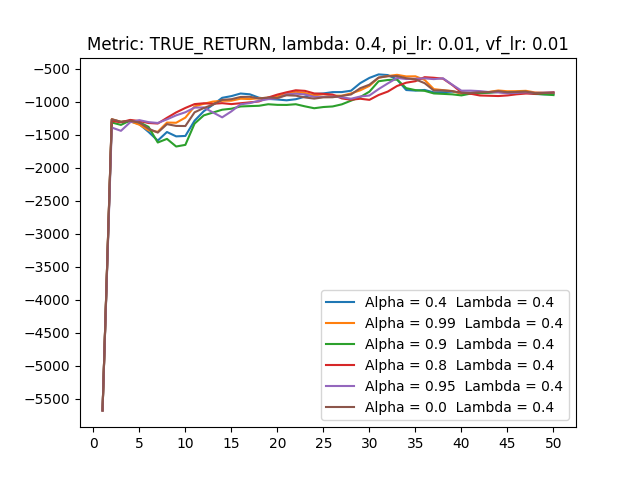 Metric: TRUE_RETURN, lambda: 0.4, pi_lr: 0.01, vf_lr: 0.01
−500
−1000
−1500
−2000
−2500
−3000
−3500
−4000
−4500
−5000
−5500
Alpha = 0.4  Lambda = 0.4
Alpha = 0.99  Lambda = 0.4
Alpha = 0.9  Lambda = 0.4
Alpha = 0.8  Lambda = 0.4
Alpha = 0.95  Lambda = 0.4
Alpha = 0.0  Lambda = 0.4
0 5 10 15 20 25 30 35 40 45 50